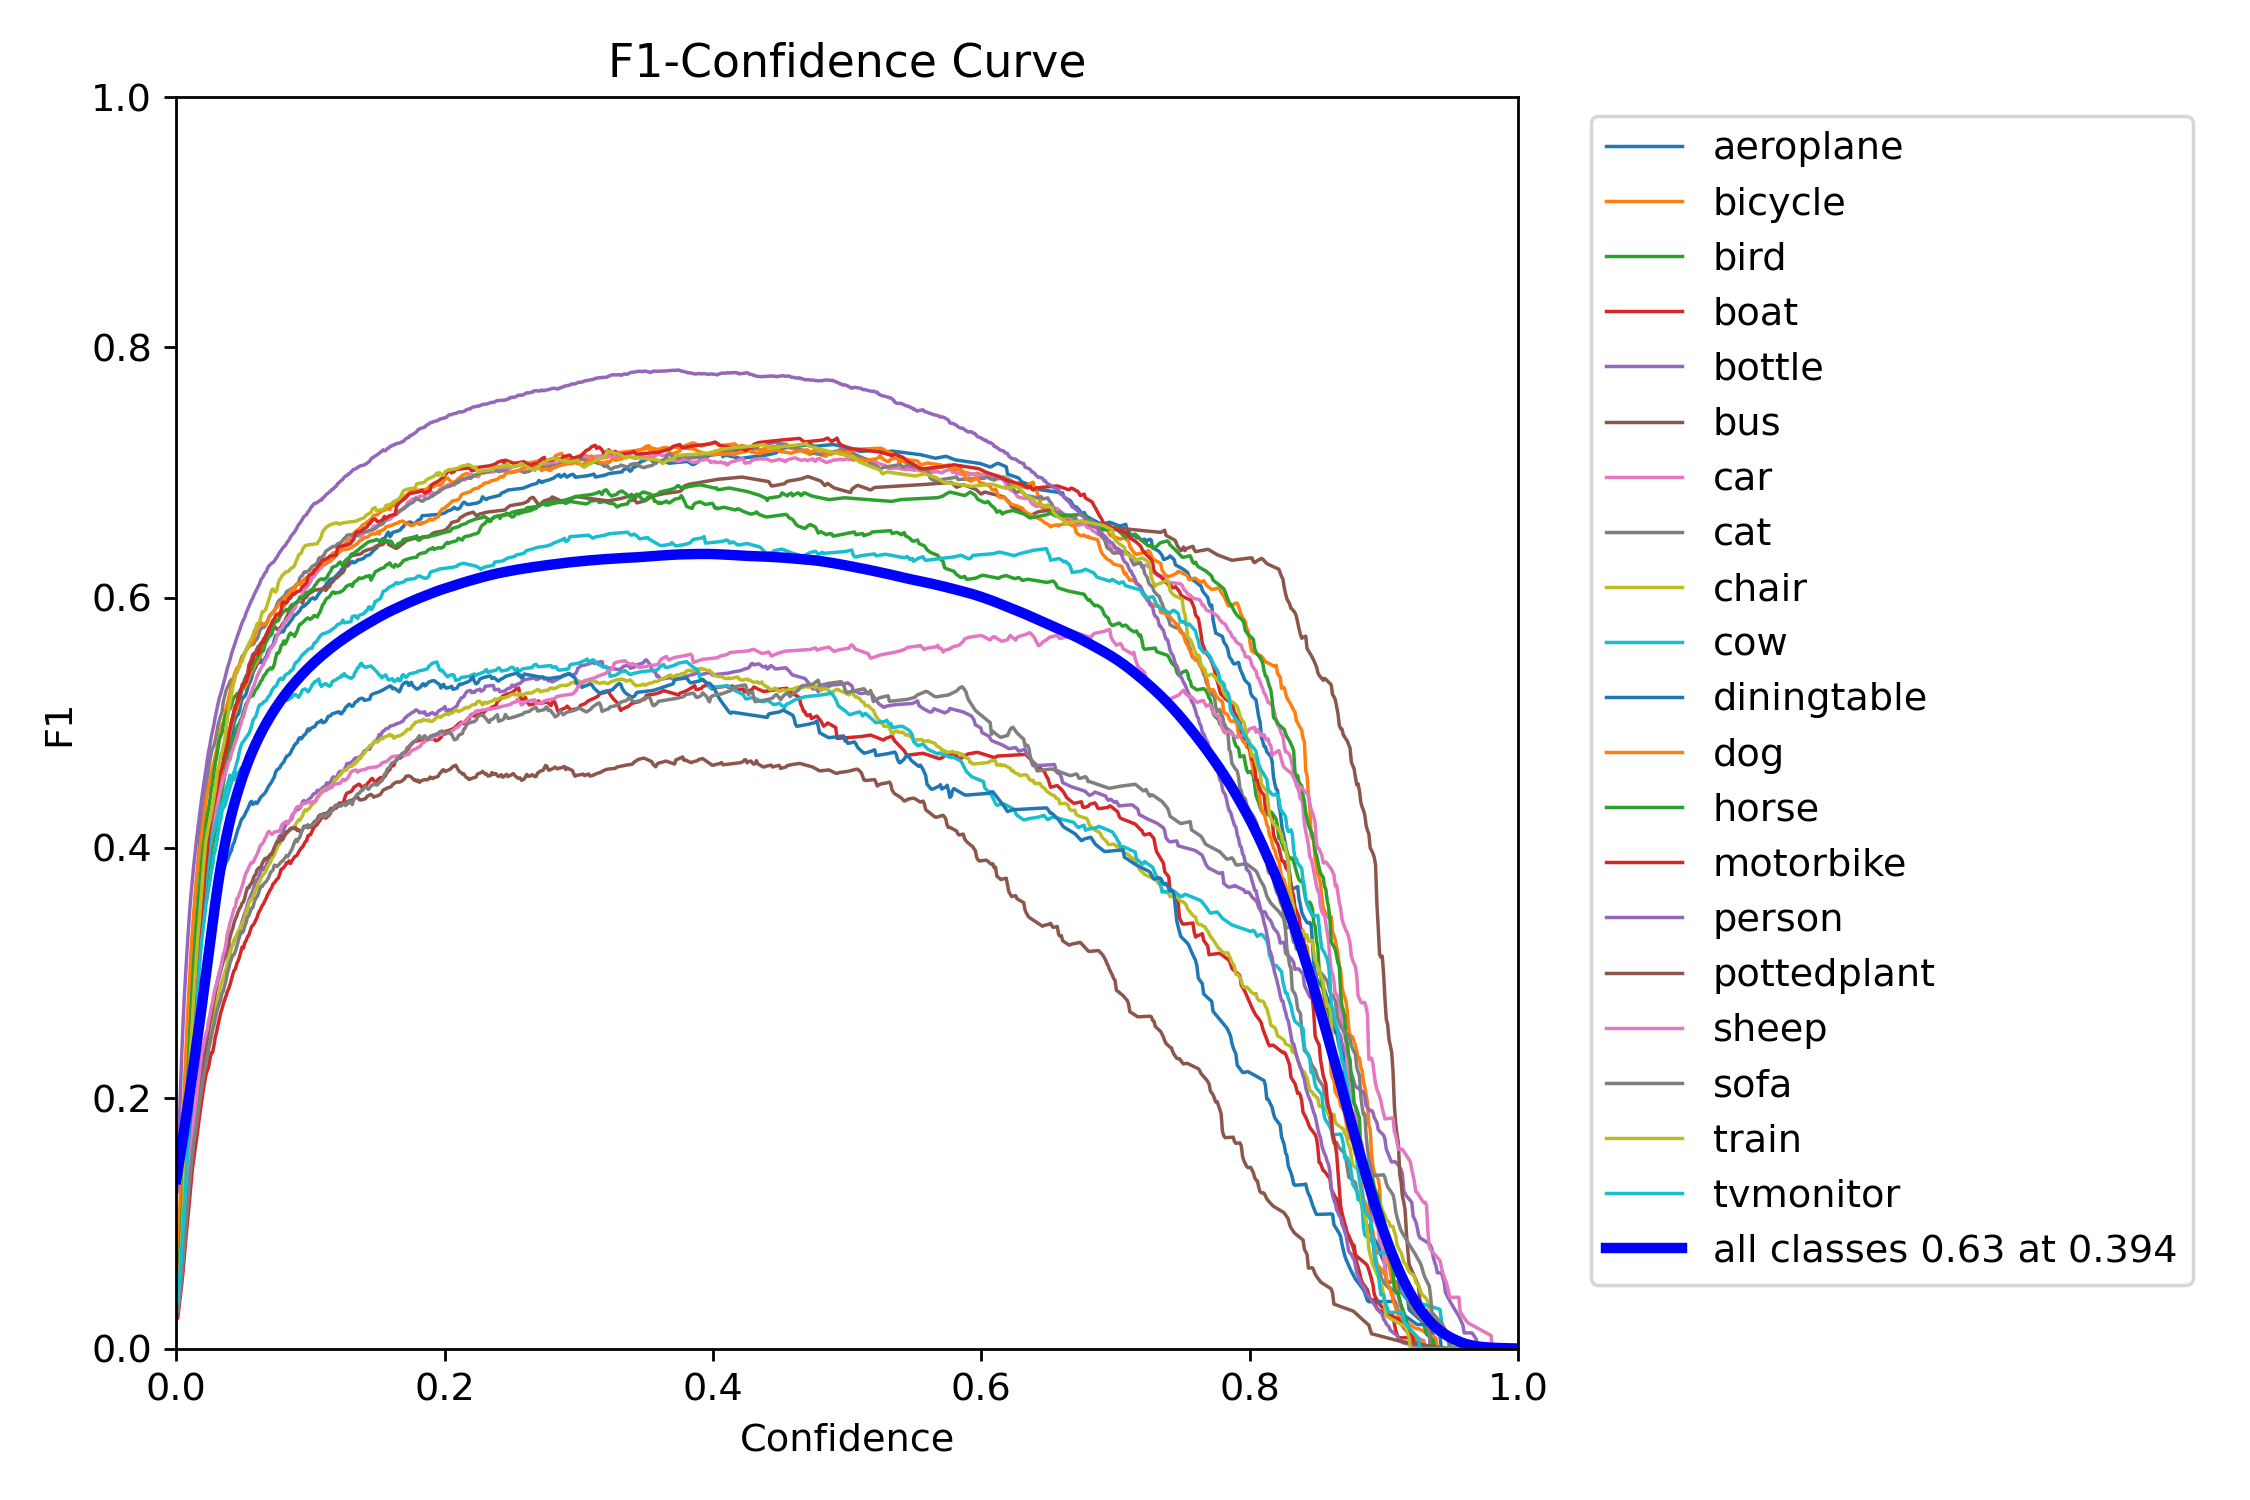 F1-Confidence Curve
1.0
0.8
0.6
0.4
0.2
0.0
F1
0.0 0.2 0.4 0.6 0.8 1.0
Confidence
aeroplane
bicycle
bird
boat
bottle
bus
car
cat
chair
cow
diningtable
dog
horse
motorbike
person
pottedplant
sheep
sofa
train
tvmonitor
all classes 0.63 at 0.394